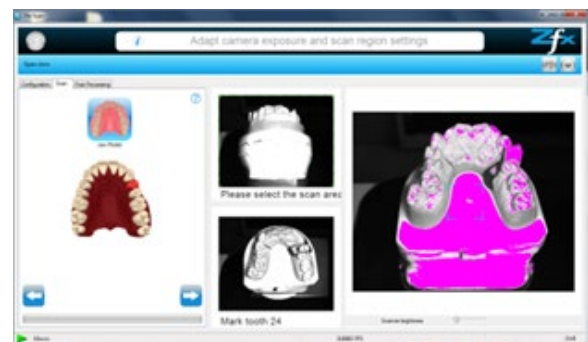 Adapt camera exposure and scan region settings
Zfx
Configuration Scan Post Processing
Jaw Model
Please select the scan area
Mark tooth 24
Scanner brightness